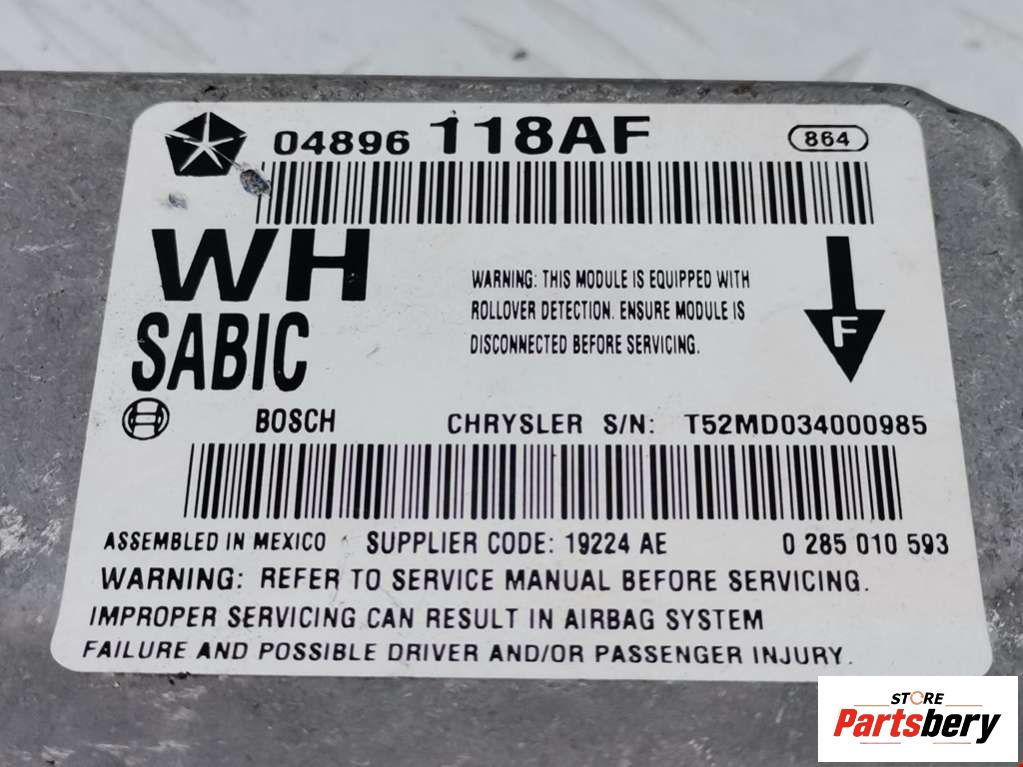 04896 118AF 864
WH
SABIC
WARNING: THIS MODULE IS EQUIPPED WITH
ROLLOVER DETECTION. ENSURE MODULE IS
DISCONNECTED BEFORE SERVICING.
F
BOSCH CHRYSLER S/N: T52MD034000985
ASSEMBLED IN MEXICO SUPPLIER CODE: 19224 AE 0 285 010 593
WARNING: REFER TO SERVICE MANUAL BEFORE SERVICING.
IMPROPER SERVICING CAN RESULT IN AIRBAG SYSTEM
FAILURE AND POSSIBLE DRIVER AND/OR PASSENGER INJURY.
STORE
Partsbery